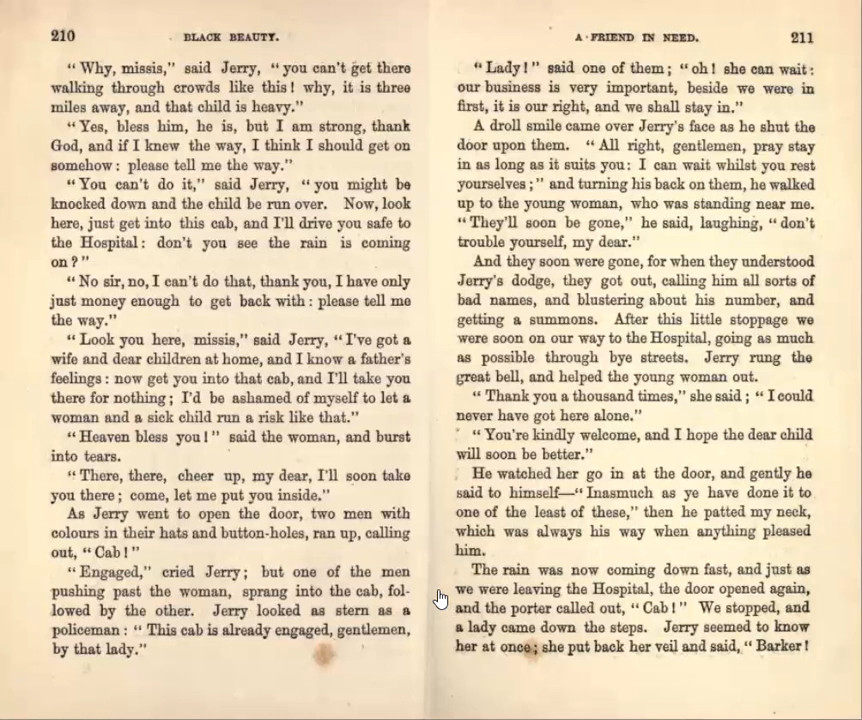 210 BLACK BEAUTY.
“Why, missis,” said Jerry, “you can't get there
walking through crowds like this! why, it is three
miles away, and that child is heavy.”
“Yes, bless him, he is, but I am strong, thank
God, and if I knew the way, I think I should get on
somehow: please tell me the way.”
“You can't do it,” said Jerry, “you might be
knocked down and the child be run over. Now, look
here, just get into this cab, and I'll drive you safe to
the Hospital: don't you see the rain is coming
on?”
“No sir, no, I can't do that, thank you, I have only
just money enough to get back with: please tell me
the way.”
“Look you here, missis,” said Jerry, “I've got a
wife and dear children at home, and I know a father's
feelings: now get you into that cab, and I'll take you
there for nothing; I'd be ashamed of myself to let a
woman and a sick child run a risk like that.”
“Heaven bless you!” said the woman, and burst
into tears.
“There, there, cheer up, my dear, I'll soon take
you there; come, let me put you inside.”
As Jerry went to open the door, two men with
colours in their hats and button-holes, ran up, calling
out, “Cab!”
“Engaged,” cried Jerry; but one of the men
pushing past the woman, sprang into the cab, fol-
lowed by the other. Jerry looked as stern as a
policeman: “This cab is already engaged, gentlemen,
by that lady.”
A FRIEND IN NEED. 211
“Lady!” said one of them; “oh! she can wait:
our business is very important, beside we were in
first, it is our right, and we shall stay in.”
A droll smile came over Jerry's face as he shut the
door upon them. “All right, gentlemen, pray stay
in as long as it suits you: I can wait whilst you rest
yourselves;” and turning his back on them, he walked
up to the young woman, who was standing near me.
“They'll soon be gone,” he said, laughing, “don't
trouble yourself, my dear.”
And they soon were gone, for when they understood
Jerry's dodge, they got out, calling him all sorts of
bad names, and blustering about his number, and
getting a summons. After this little stoppage we
were soon on our way to the Hospital, going as much
as possible through bye streets. Jerry rung the
great bell, and helped the young woman out.
“Thank you a thousand times,” she said; “I could
never have got here alone.”
“You're kindly welcome, and I hope the dear child
will soon be better.”
He watched her go in at the door, and gently he
said to himself—“Inasmuch as ye have done it to
one of the least of these,” then he patted my neck,
which was always his way when anything pleased
him.
The rain was now coming down fast, and just as
we were leaving the Hospital, the door opened again,
and the porter called out, “Cab!” We stopped, and
a lady came down the steps. Jerry seemed to know
her at once; she put back her veil and said, “Barker!